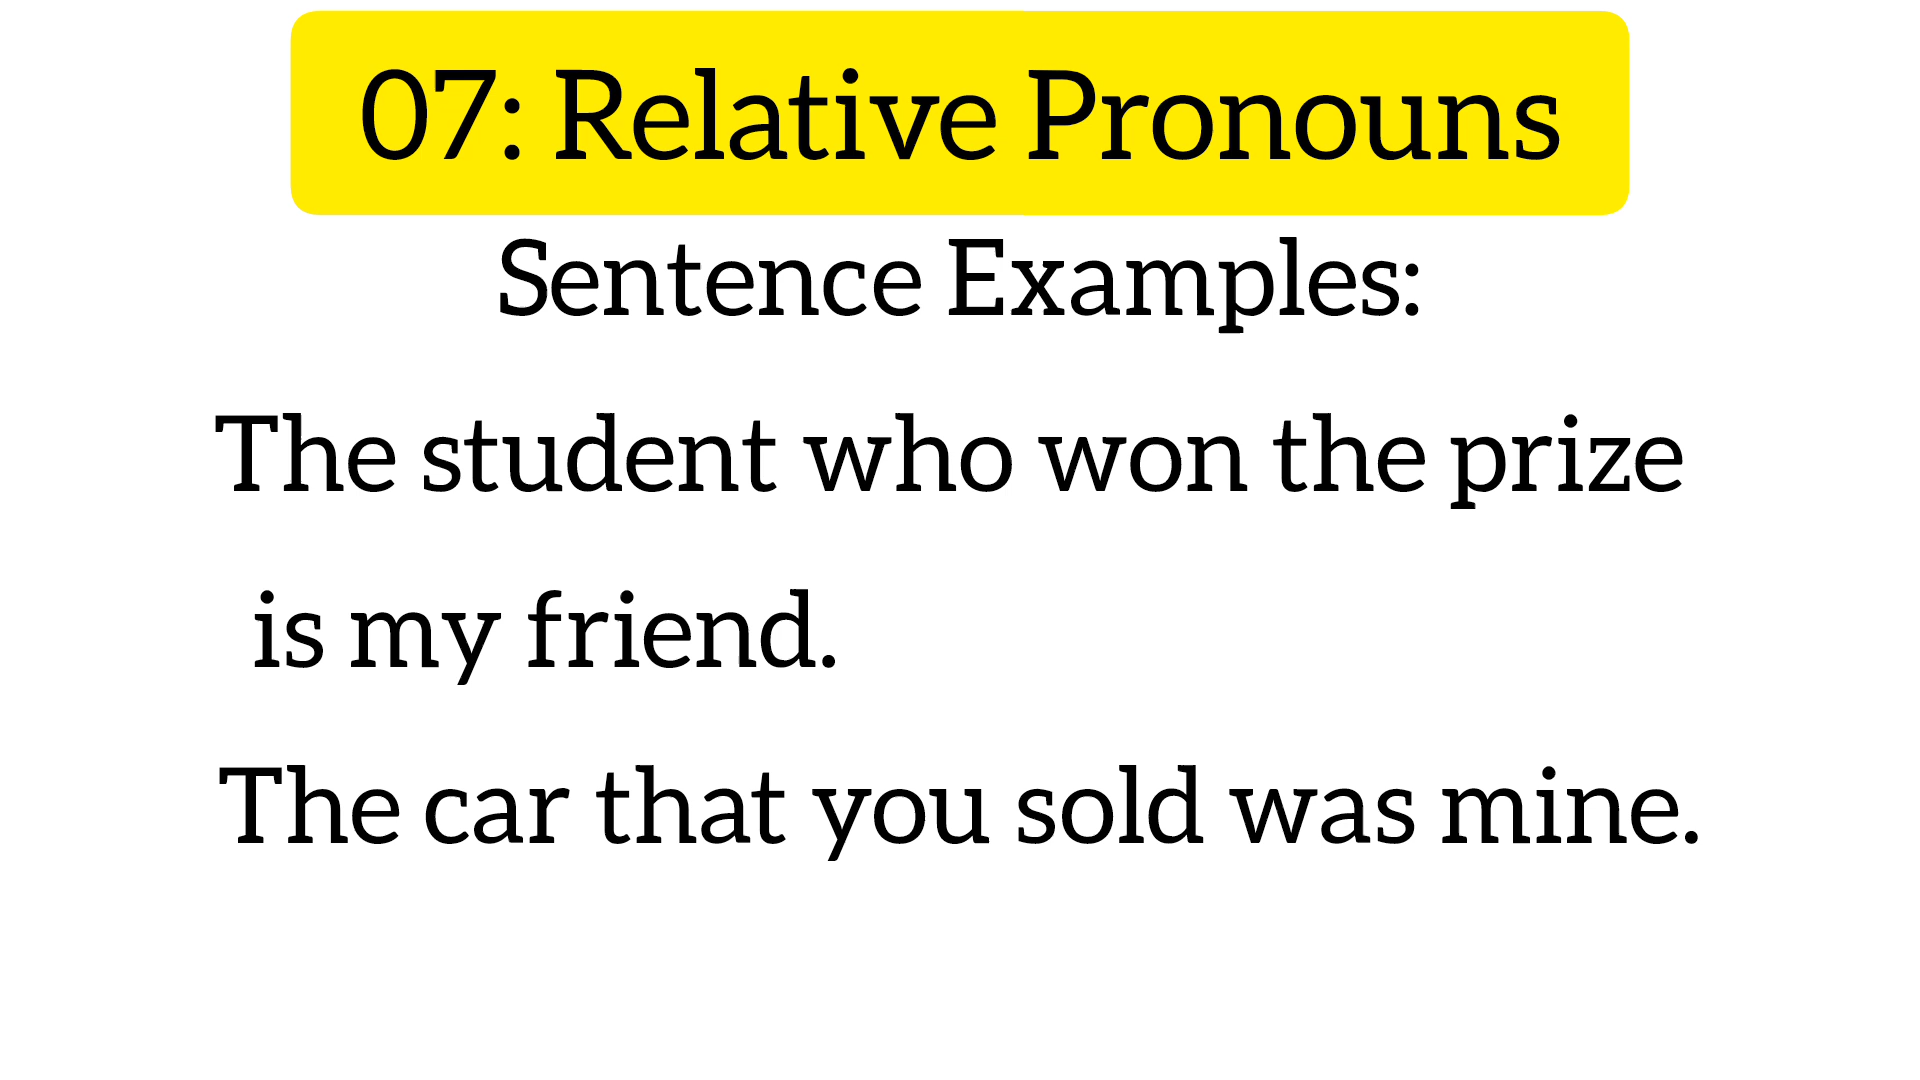 07: Relative Pronouns
Sentence Examples:
The student who won the prize
is my friend.
The car that you sold was mine.